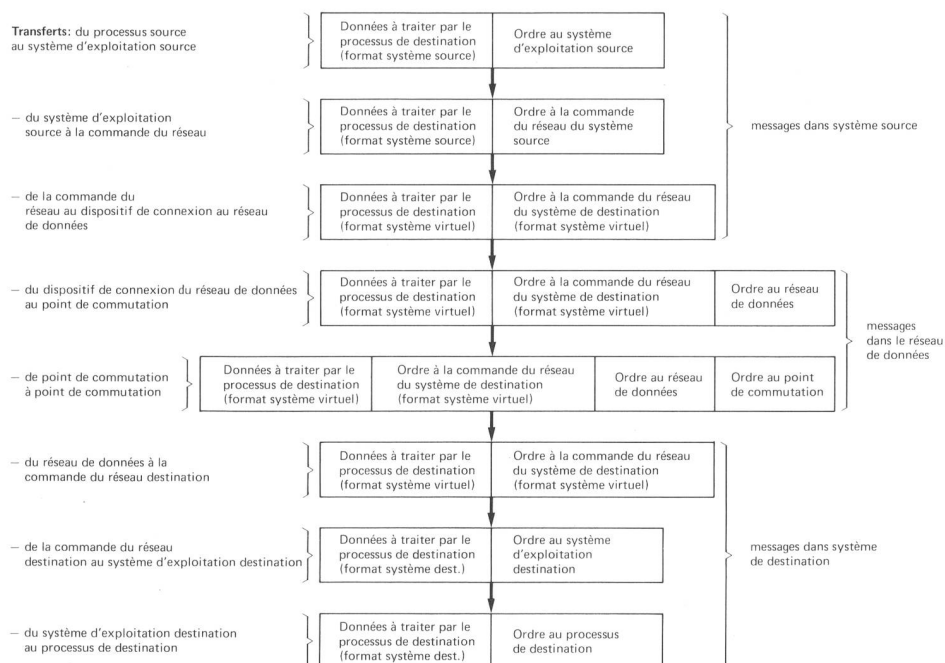 Transferts: du processus source
au système d'exploitation source
Données à traiter par le
processus de destination
(format système source)
Ordre au système
d'exploitation source
— du système d'exploitation
source à la commande du réseau
Données à traiter par le
processus de destination
(format système source)
Ordre à la commande
du réseau du système
source
messages dans système source
— de la commande du
réseau au dispositif de connexion au réseau
de données
Données à traiter par le
processus de destination
(format système virtuel)
Ordre à la commande du réseau
du système de destination
(format système virtuel)
— du dispositif de connexion du réseau de données
au point de commutation
Données à traiter par le
processus de destination
(format système virtuel)
Ordre à la commande du réseau
du système de destination
(format système virtuel)
Ordre au réseau
de données
messages
dans le réseau
de données
— de point de commutation
à point de commutation
Données à traiter par le
processus de destination
(format système virtuel)
Ordre à la commande du réseau
du système de destination
(format système virtuel)
Ordre au réseau
de données
Ordre au point
de commutation
— du réseau de données à la
commande du réseau destination
Données à traiter par le
processus de destination
(format système virtuel)
Ordre à la commande du réseau
du système de destination
(format système virtuel)
— de la commande du réseau
destination au système d'exploitation destination
Données à traiter par le
processus de destination
(format système dest.)
Ordre au système
d'exploitation
destination
messages dans système
de destination
— du système d'exploitation destination
au processus de destination
Données à traiter par le
processus de destination
(format système dest.)
Ordre au processus
de destination